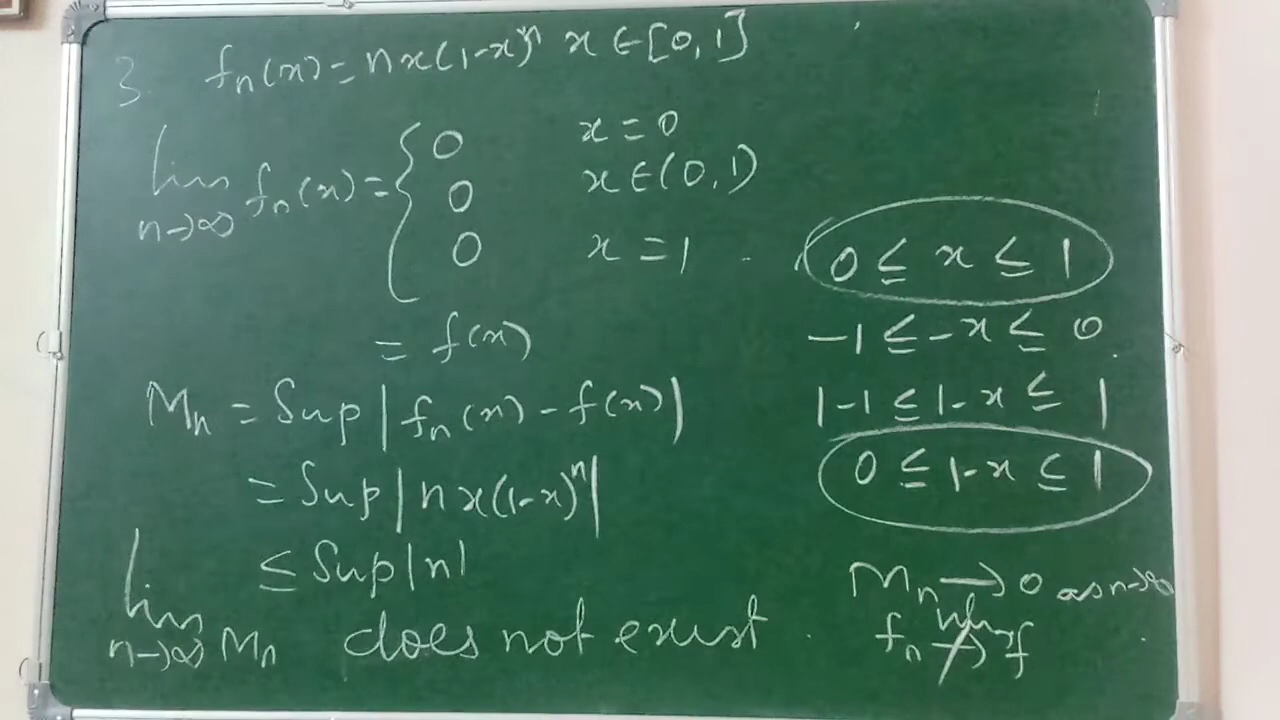 3. fₙ(x) = nx(1-x)ⁿ x ∈ [0, 1]
lim n→∞ fₙ(x) = { 0 x = 0
0 x ∈ (0, 1)
0 x = 1
= f(x)
Mₙ = Sup | fₙ(x) - f(x) |
= Sup | nx(1-x)ⁿ |
≤ Sup |n|
lim n→∞ Mₙ does not exist.
0 ≤ x ≤ 1
-1 ≤ -x ≤ 0
1-1 ≤ 1-x ≤ 1
0 ≤ 1-x ≤ 1
Mₙ → 0 as n→∞
fₙ ↛ f